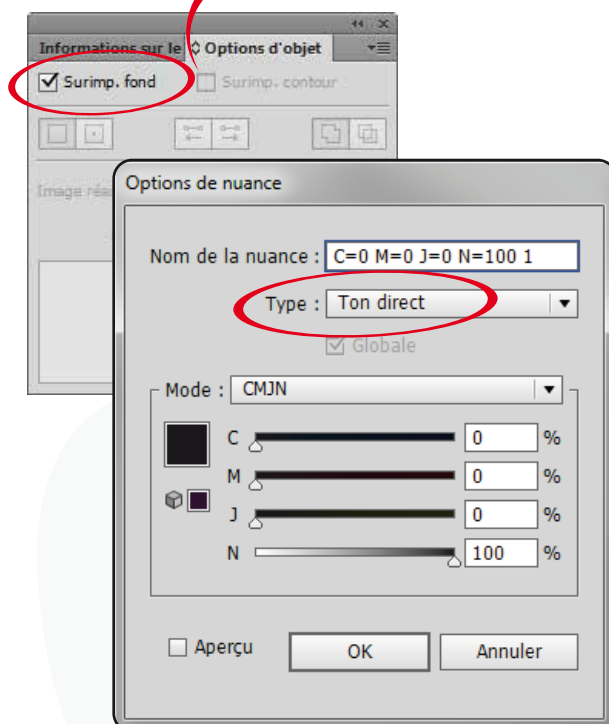 Informations sur le Options d'objet
Surimp. fond Surimp. contour
Image
Options de nuance
Nom de la nuance : C=0 M=0 J=0 N=100 1
Type : Ton direct
Globale
Mode : CMJN
C 0 %
M 0 %
J 0 %
N 100 %
Aperçu OK Annuler